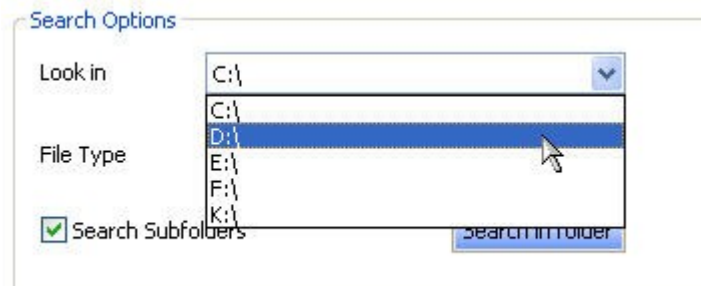 Search Options
Look in
C:\
C:\
D:\
File Type
E:\
F:\
K:\
Search Subfolders
Search in folder